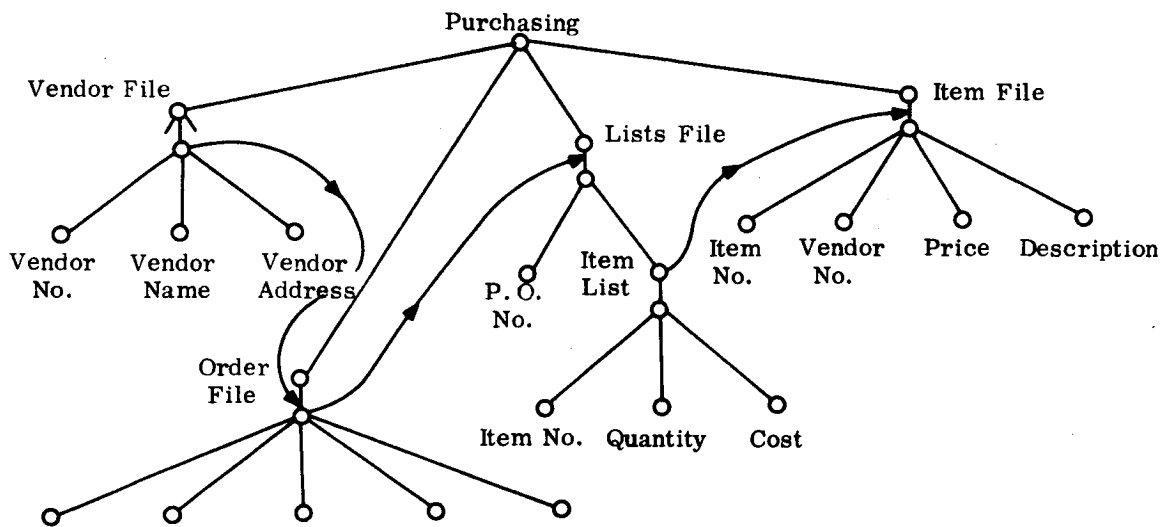 Purchasing
Vendor File
Item File
Lists File
Vendor
No.
Vendor
Name
Vendor
Address
Item
No.
Vendor
No.
Price
Description
P. O.
No.
Item
List
Order
File
Item No.
Quantity
Cost